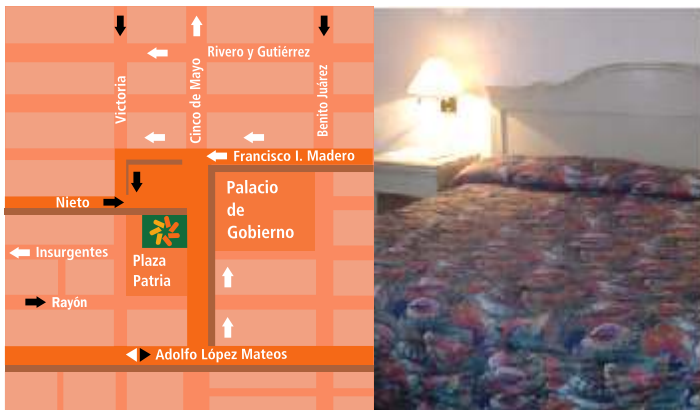 Rivero y Gutiérrez
Victoria
Cinco de Mayo
Benito Juárez
Francisco I. Madero
Nieto
Palacio
de
Gobierno
Insurgentes
Plaza
Patria
Rayón
Adolfo López Mateos